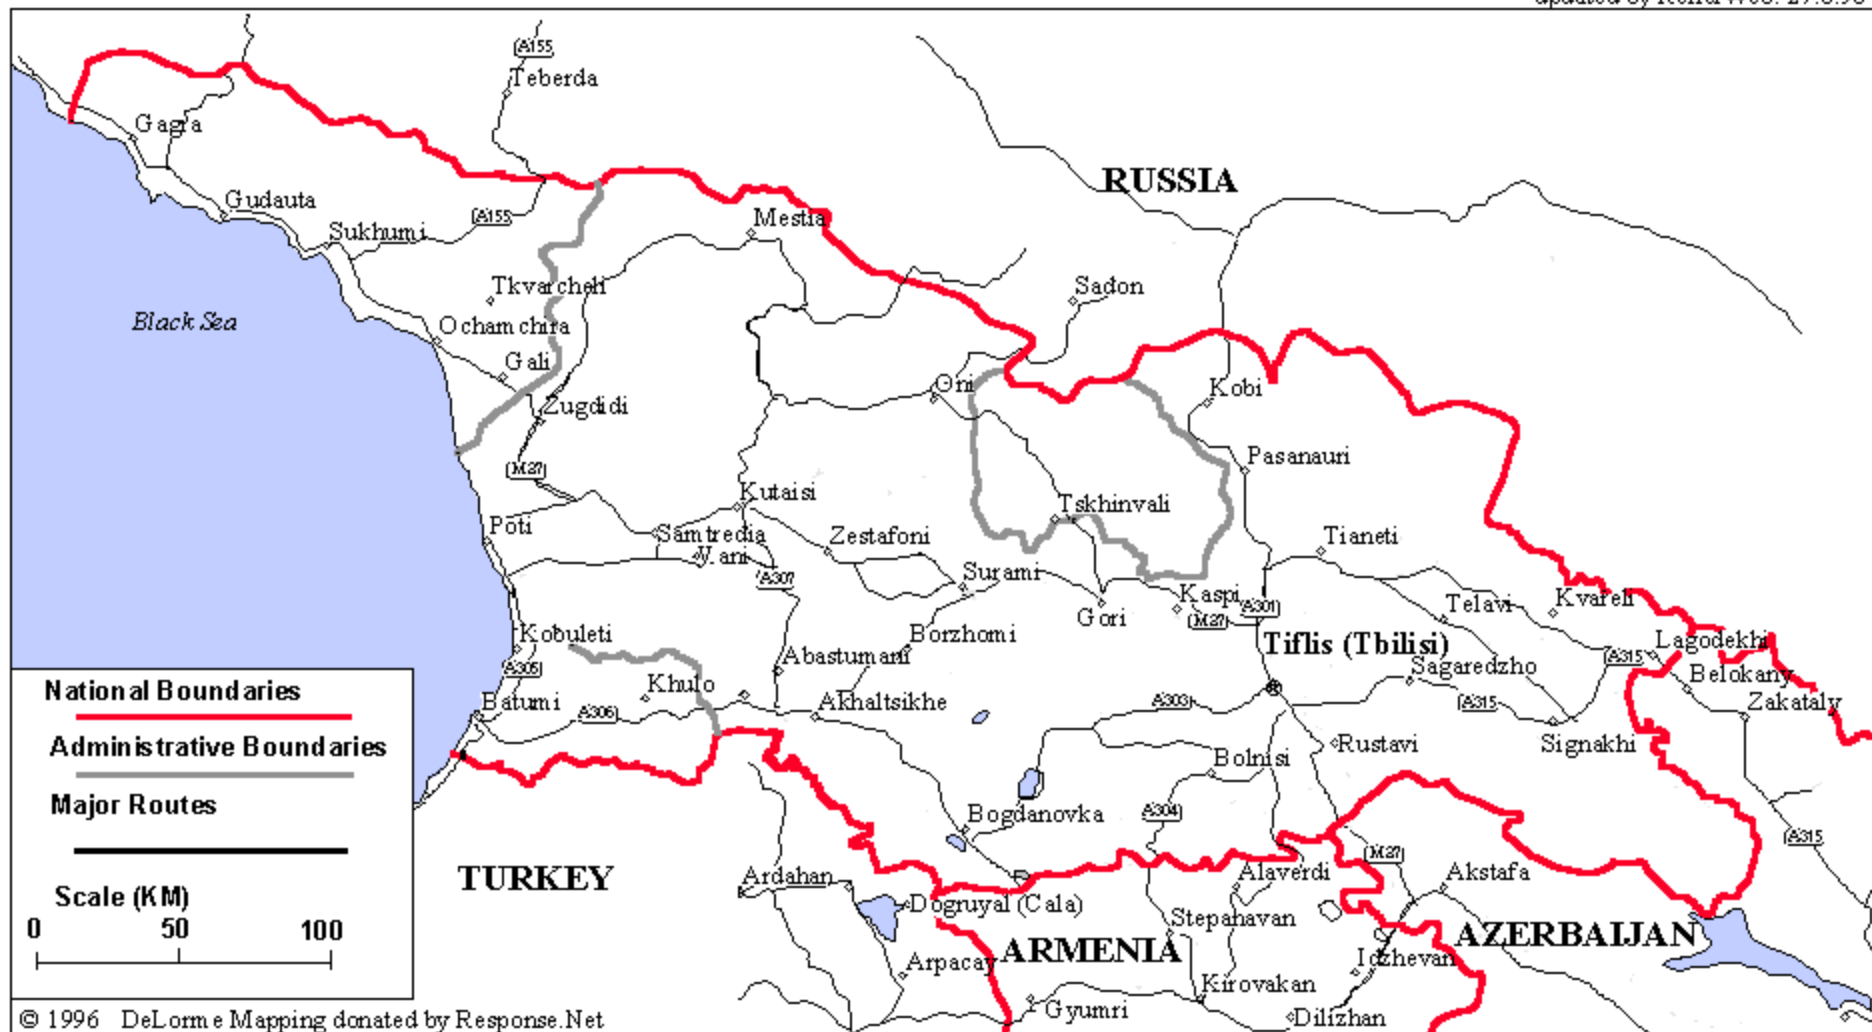 A155
Teberda
Gagra
RUSSIA
Gudauta
A155
Mestia
Sukhumi
Tkvarcheli
Sadon
Black Sea
Ochamchira
Gali
Oni
Kobi
Zugdidi
M27
Pasanauri
Kutaisi
Tskhinvali
Poti
Samtredia
Zestafoni
Tianeti
Vani
A307
Surami
Kaspi
A301
Telavi
Kvareli
Gori
M27
Kobuleti
Borzhomi
Tiflis (Tbilisi)
Lagodekhi
A305
Abastumani
Sagaredzho
A315
Belokany
National Boundaries
Khulo
Batumi
A306
Akhaltsikhe
A303
A315
Zakataly
Administrative Boundaries
Rustavi
Signakhi
Bolnisi
Major Routes
Bogdanovka
A304
A315
M27
TURKEY
Ardahan
Alaverdi
Akstafa
Scale (KM)
Dogruyal (Cala)
0 50 100
Stepahavan
ARMENIA
AZERBAIJAN
Arpacay
Idzhevan
Kirovakan
Gyumri
Dilizhan
© 1996 DeLorme Mapping donated by Response.Net